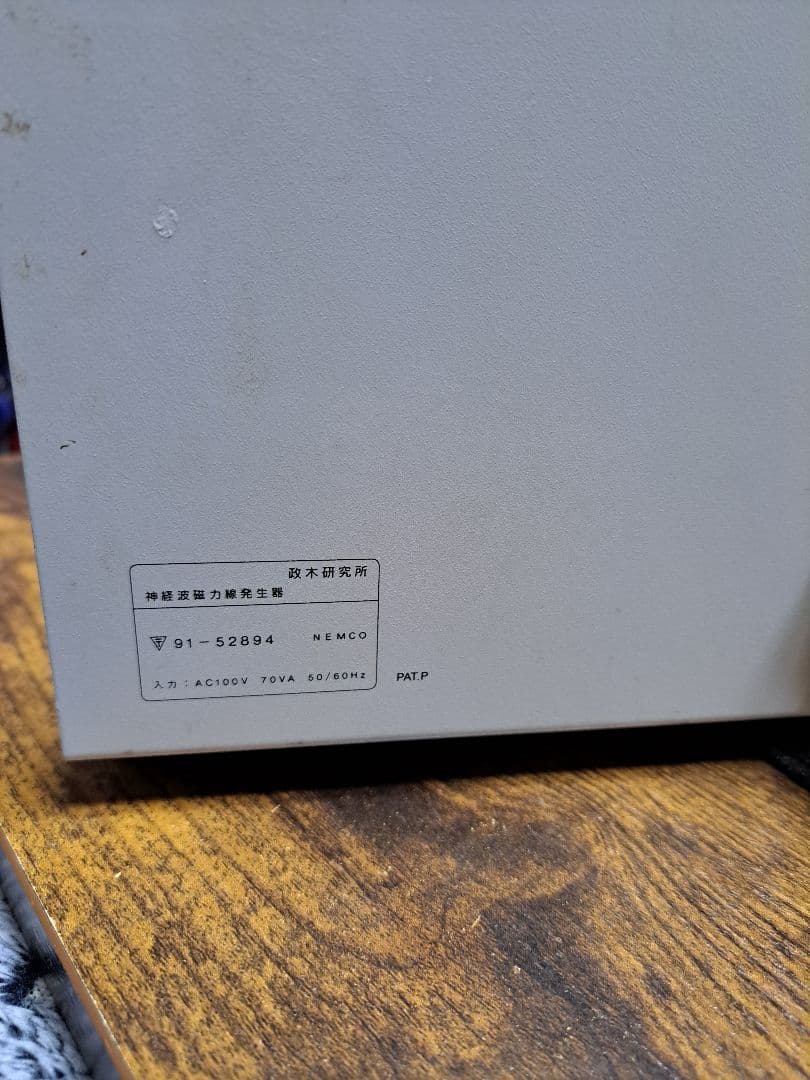 政木研究所
神経波磁力線発生器
91-52894 NEMCO
入力：AC100V 70VA 50/60Hz
PAT.P